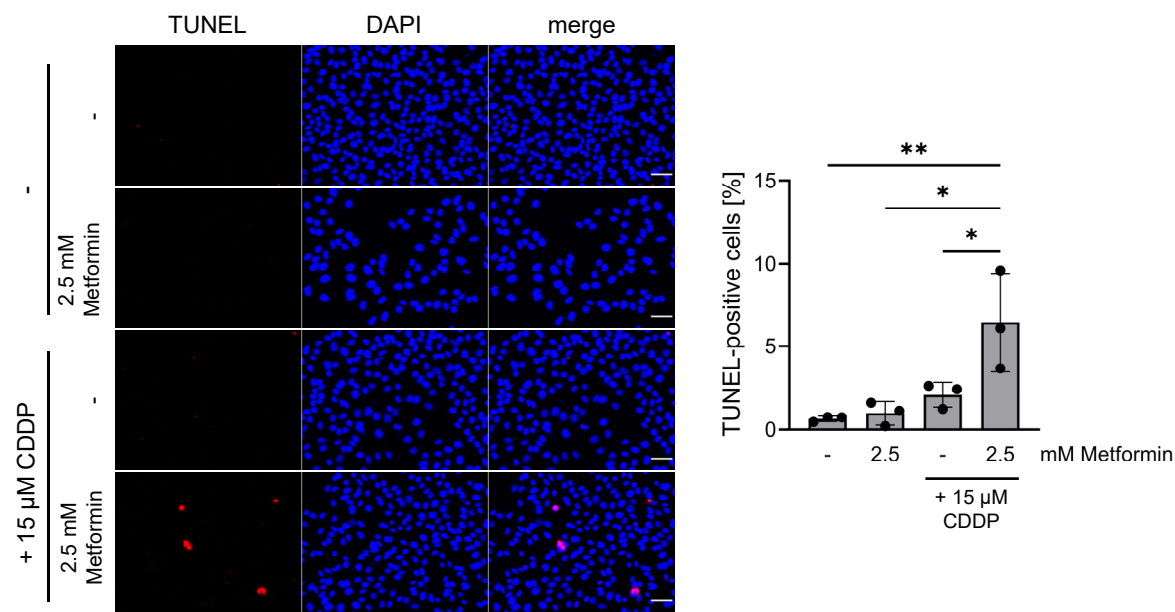 TUNEL DAPI merge
-
-
2.5 mM
Metformin
+ 15 µM CDDP
-
2.5 mM
Metformin
TUNEL-positive cells [%]
15
10
5
0
**
*
*
- 2.5 - 2.5 mM Metformin
+ 15 µM
CDDP